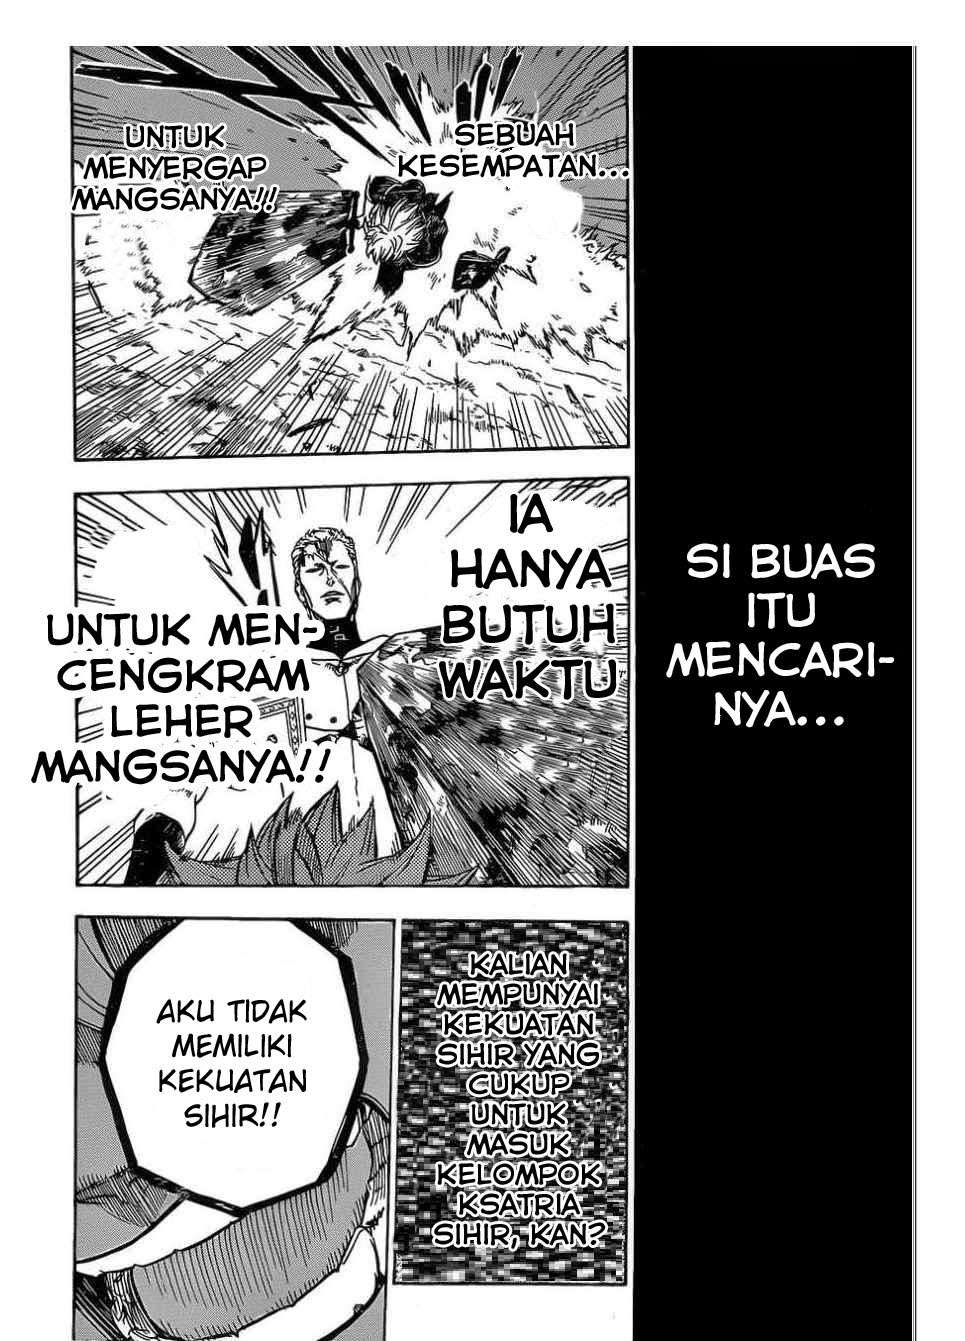 SI BUAS
ITU
MENCARI-
NYA...
SEBUAH
KESEMPATAN...
UNTUK
MENYERGAP
MANGSANYA!!
IA
HANYA
BUTUH
WAKTU
UNTUK MEN-
CENGKRAM
LEHER
MANGSANYA!!
KALIAN
MEMPUNYAI
KEKUATAN
SIHIR YANG
CUKUP
UNTUK
MASUK
KELOMPOK
KSATRIA
SIHIR, KAN?
AKU TIDAK
MEMILIKI
KEKUATAN
SIHIR!!